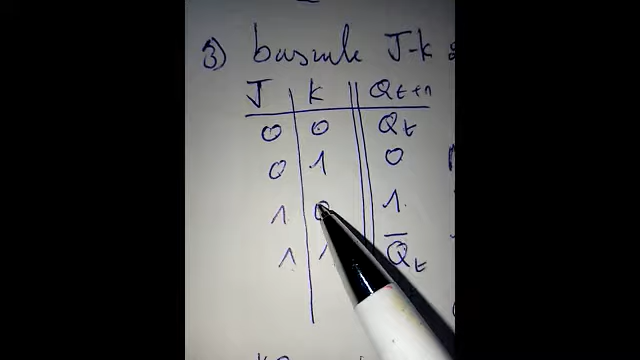 3) bascule J-K
J K Qt+1
0 0 Qt
0 1 0
1 0 1
1 1 Q̅t